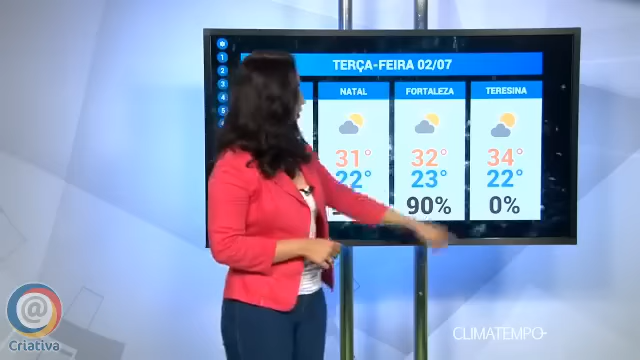 TERÇA-FEIRA 02/07
1
2
3
4
5
NATAL FORTALEZA TERESINA
31° 32° 34°
22° 23° 22°
90% 0%
CLIMATEMPO
@
Criativa